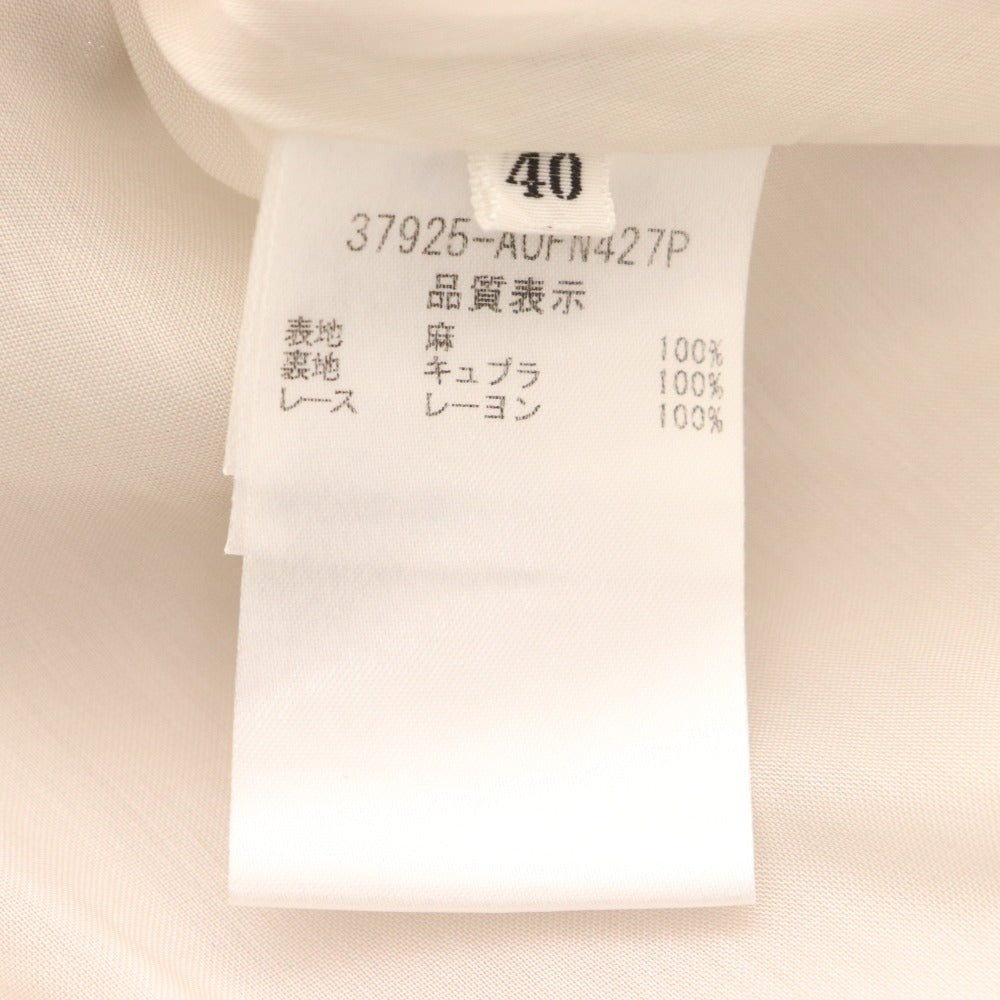 40
37925-AOFN427P
品質表示
表地 麻 100%
裏地 キュプラ 100%
レース レーヨン 100%